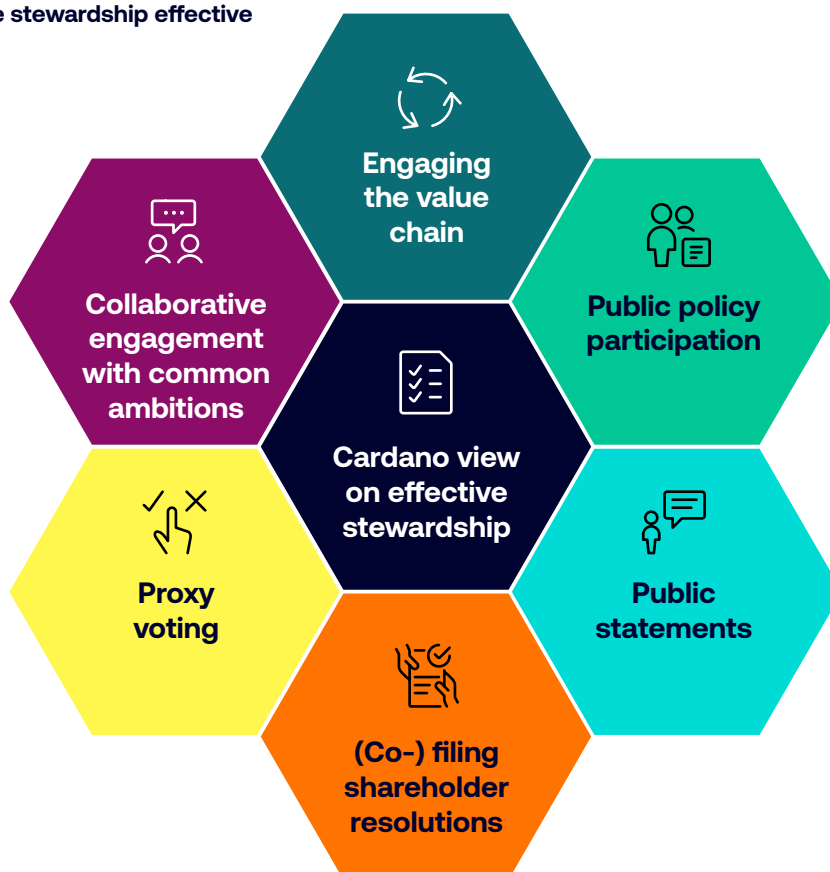 stewardship effective
Engaging
the value
chain
Collaborative
engagement
with common
ambitions
Public policy
participation
Cardano view
on effective
stewardship
Proxy
voting
Public
statements
(Co-) filing
shareholder
resolutions